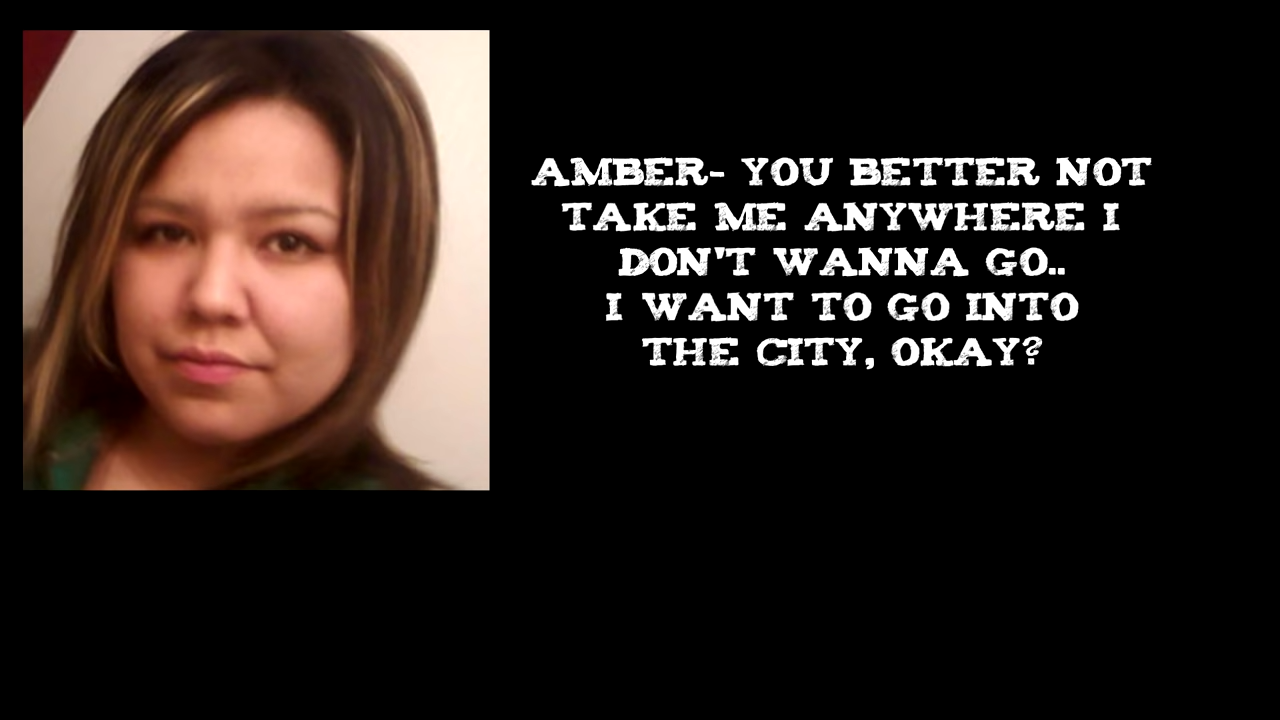 AMBER- YOU BETTER NOT
TAKE ME ANYWHERE I
DON'T WANNA GO..
I WANT TO GO INTO
THE CITY, OKAY?